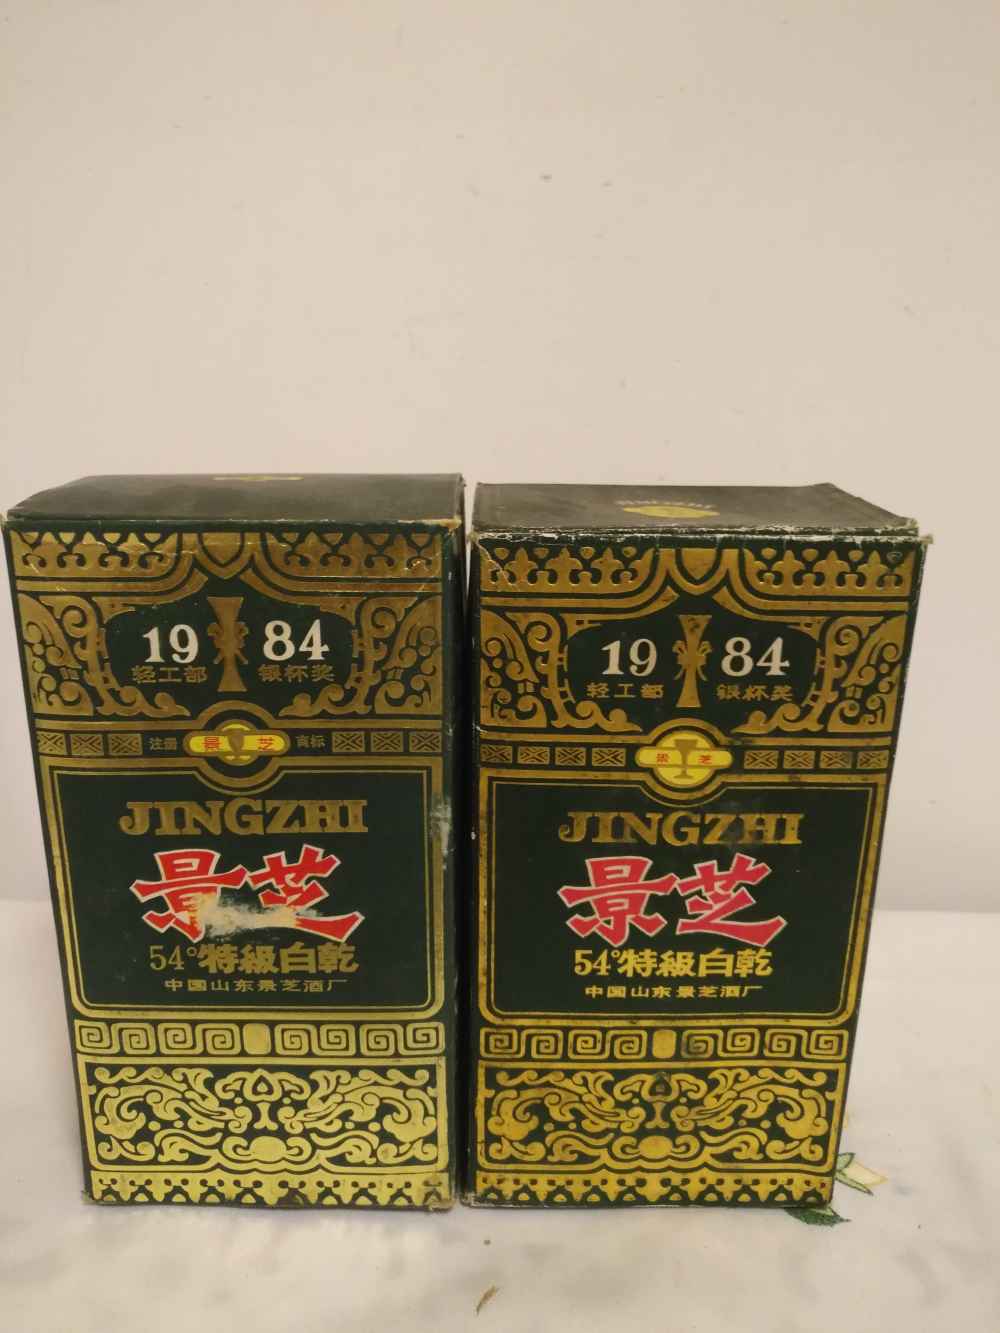 19 84
轻工部 银杯奖
注册 景 芝 商标
JINGZHI
景芝
54°特級白乾
中国山东景芝酒厂
JINGZHI
19 84
轻工部 银杯奖
景 芝
JINGZHI
景芝
54°特級白乾
中国山东景芝酒厂